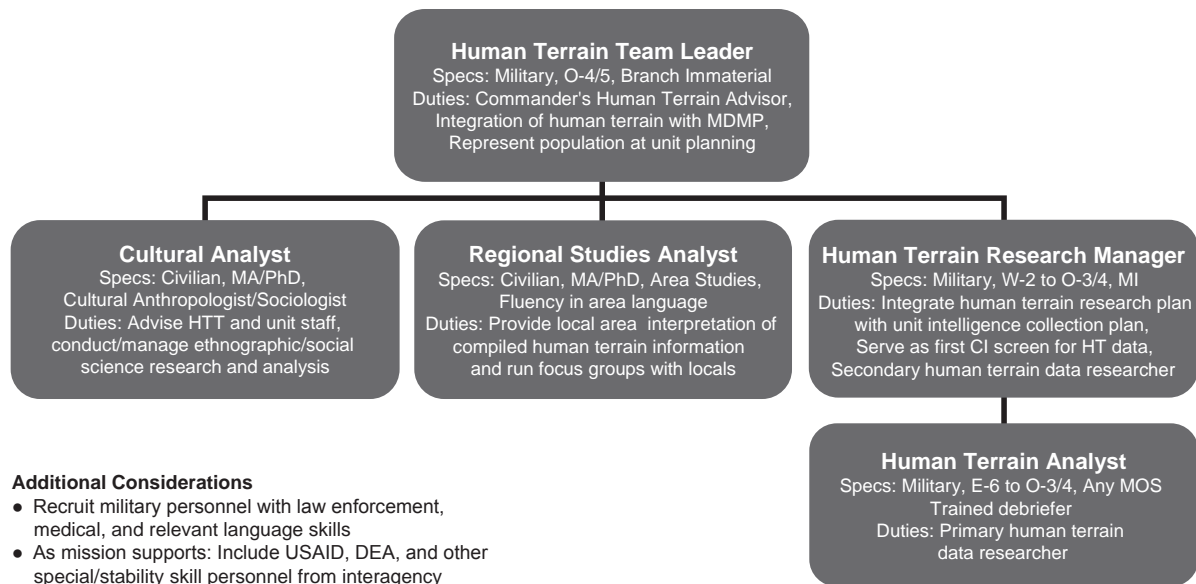 Human Terrain Team Leader
Specs: Military, O-4/5, Branch Immaterial
Duties: Commander's Human Terrain Advisor,
Integration of human terrain with MDMP,
Represent population at unit planning
Cultural Analyst
Specs: Civilian, MA/PhD,
Cultural Anthropologist/Sociologist
Duties: Advise HTT and unit staff,
conduct/manage ethnographic/social
science research and analysis
Regional Studies Analyst
Specs: Civilian, MA/PhD, Area Studies,
Fluency in area language
Duties: Provide local area interpretation of
compiled human terrain information
and run focus groups with locals
Human Terrain Research Manager
Specs: Military, W-2 to O-3/4, MI
Duties: Integrate human terrain research plan
with unit intelligence collection plan,
Serve as first CI screen for HT data,
Secondary human terrain data researcher
Human Terrain Analyst
Specs: Military, E-6 to O-3/4, Any MOS
Trained debriefer
Duties: Primary human terrain
data researcher
Additional Considerations
● Recruit military personnel with law enforcement,
medical, and relevant language skills
● As mission supports: Include USAID, DEA, and other
special/stability skill personnel from interagency